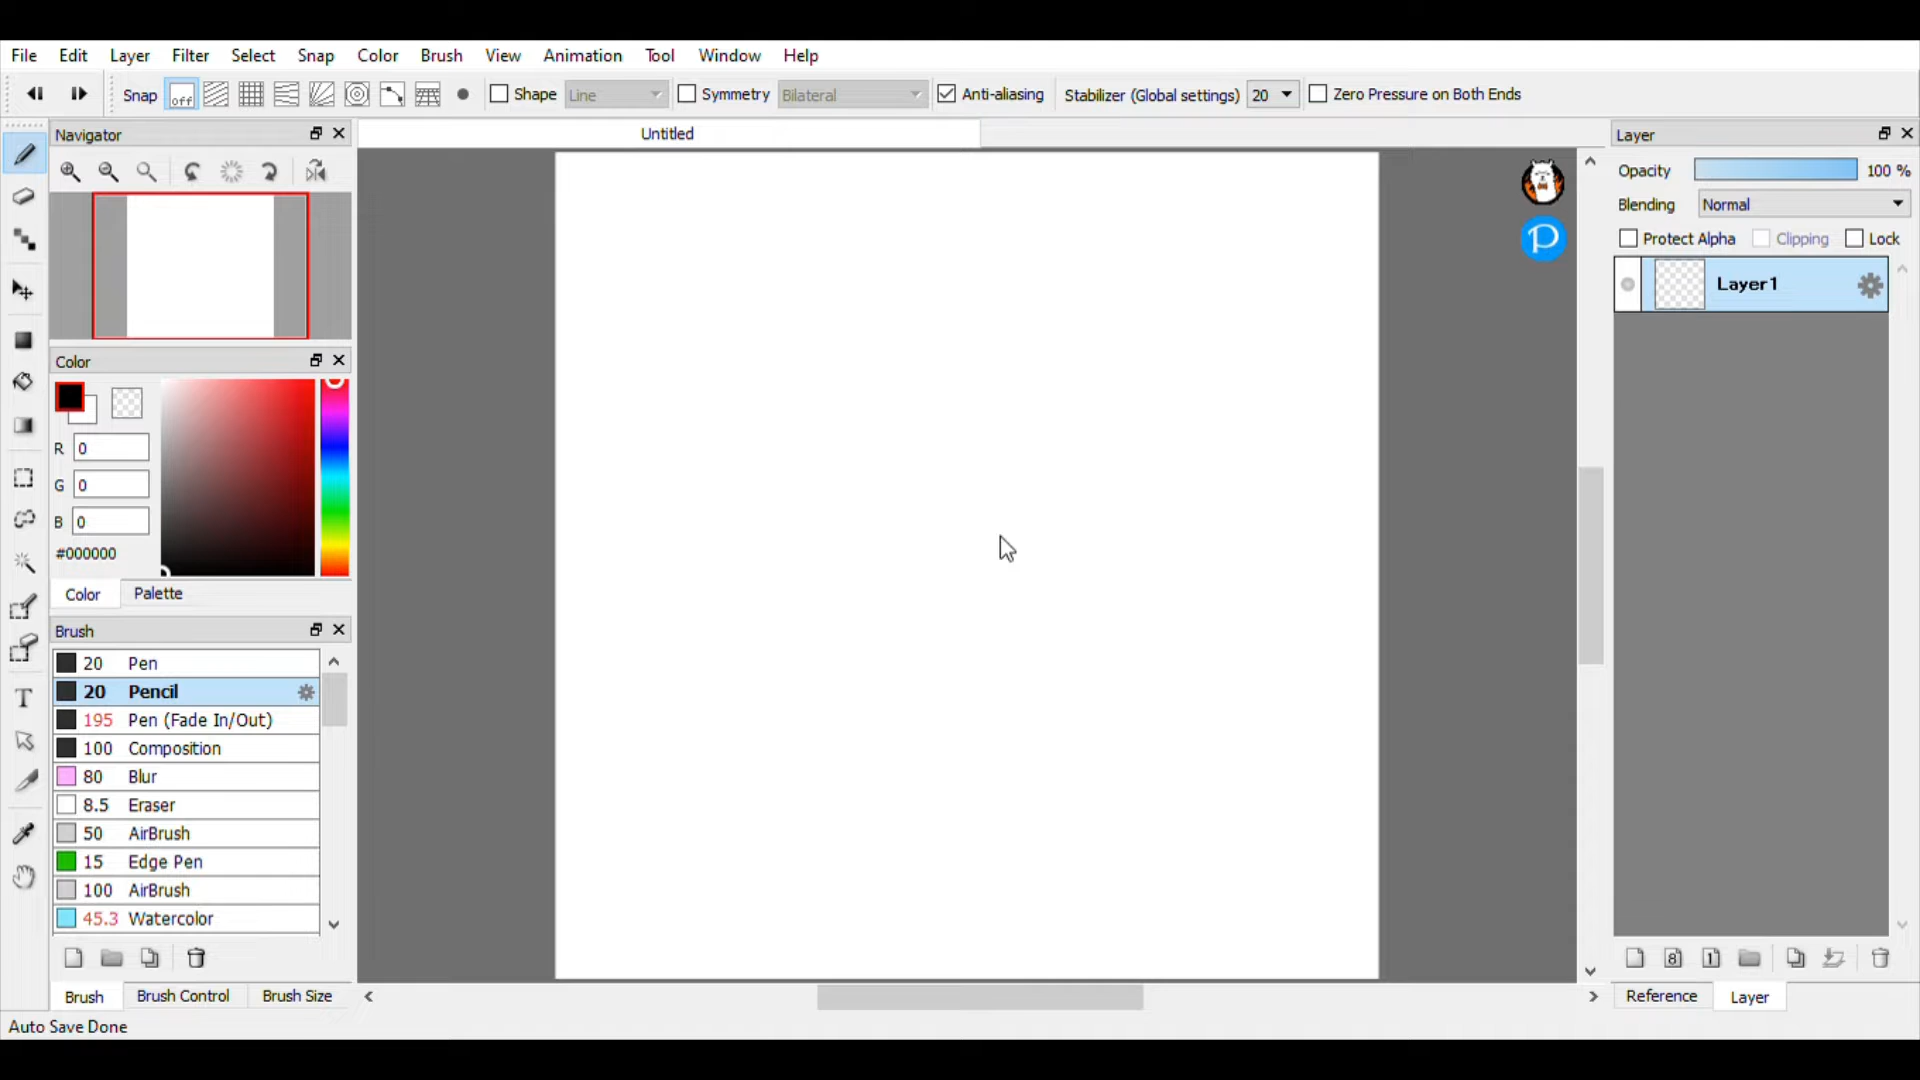 File Edit Layer Filter Select Snap Color Brush View Animation Tool Window Help
Snap off Shape Line Symmetry Bilateral Anti-aliasing Stabilizer (Global settings) 20 Zero Pressure on Both Ends
Navigator
Untitled
Layer
Opacity 100 %
Blending Normal
Protect Alpha Clipping Lock
Layer1
Color
R 0
G 0
B 0
#000000
Color Palette
Brush
20 Pen
20 Pencil
195 Pen (Fade In/Out)
100 Composition
80 Blur
8.5 Eraser
50 AirBrush
15 Edge Pen
100 AirBrush
45.3 Watercolor
8 1
Brush Brush Control Brush Size
Reference Layer
Auto Save Done
T
P